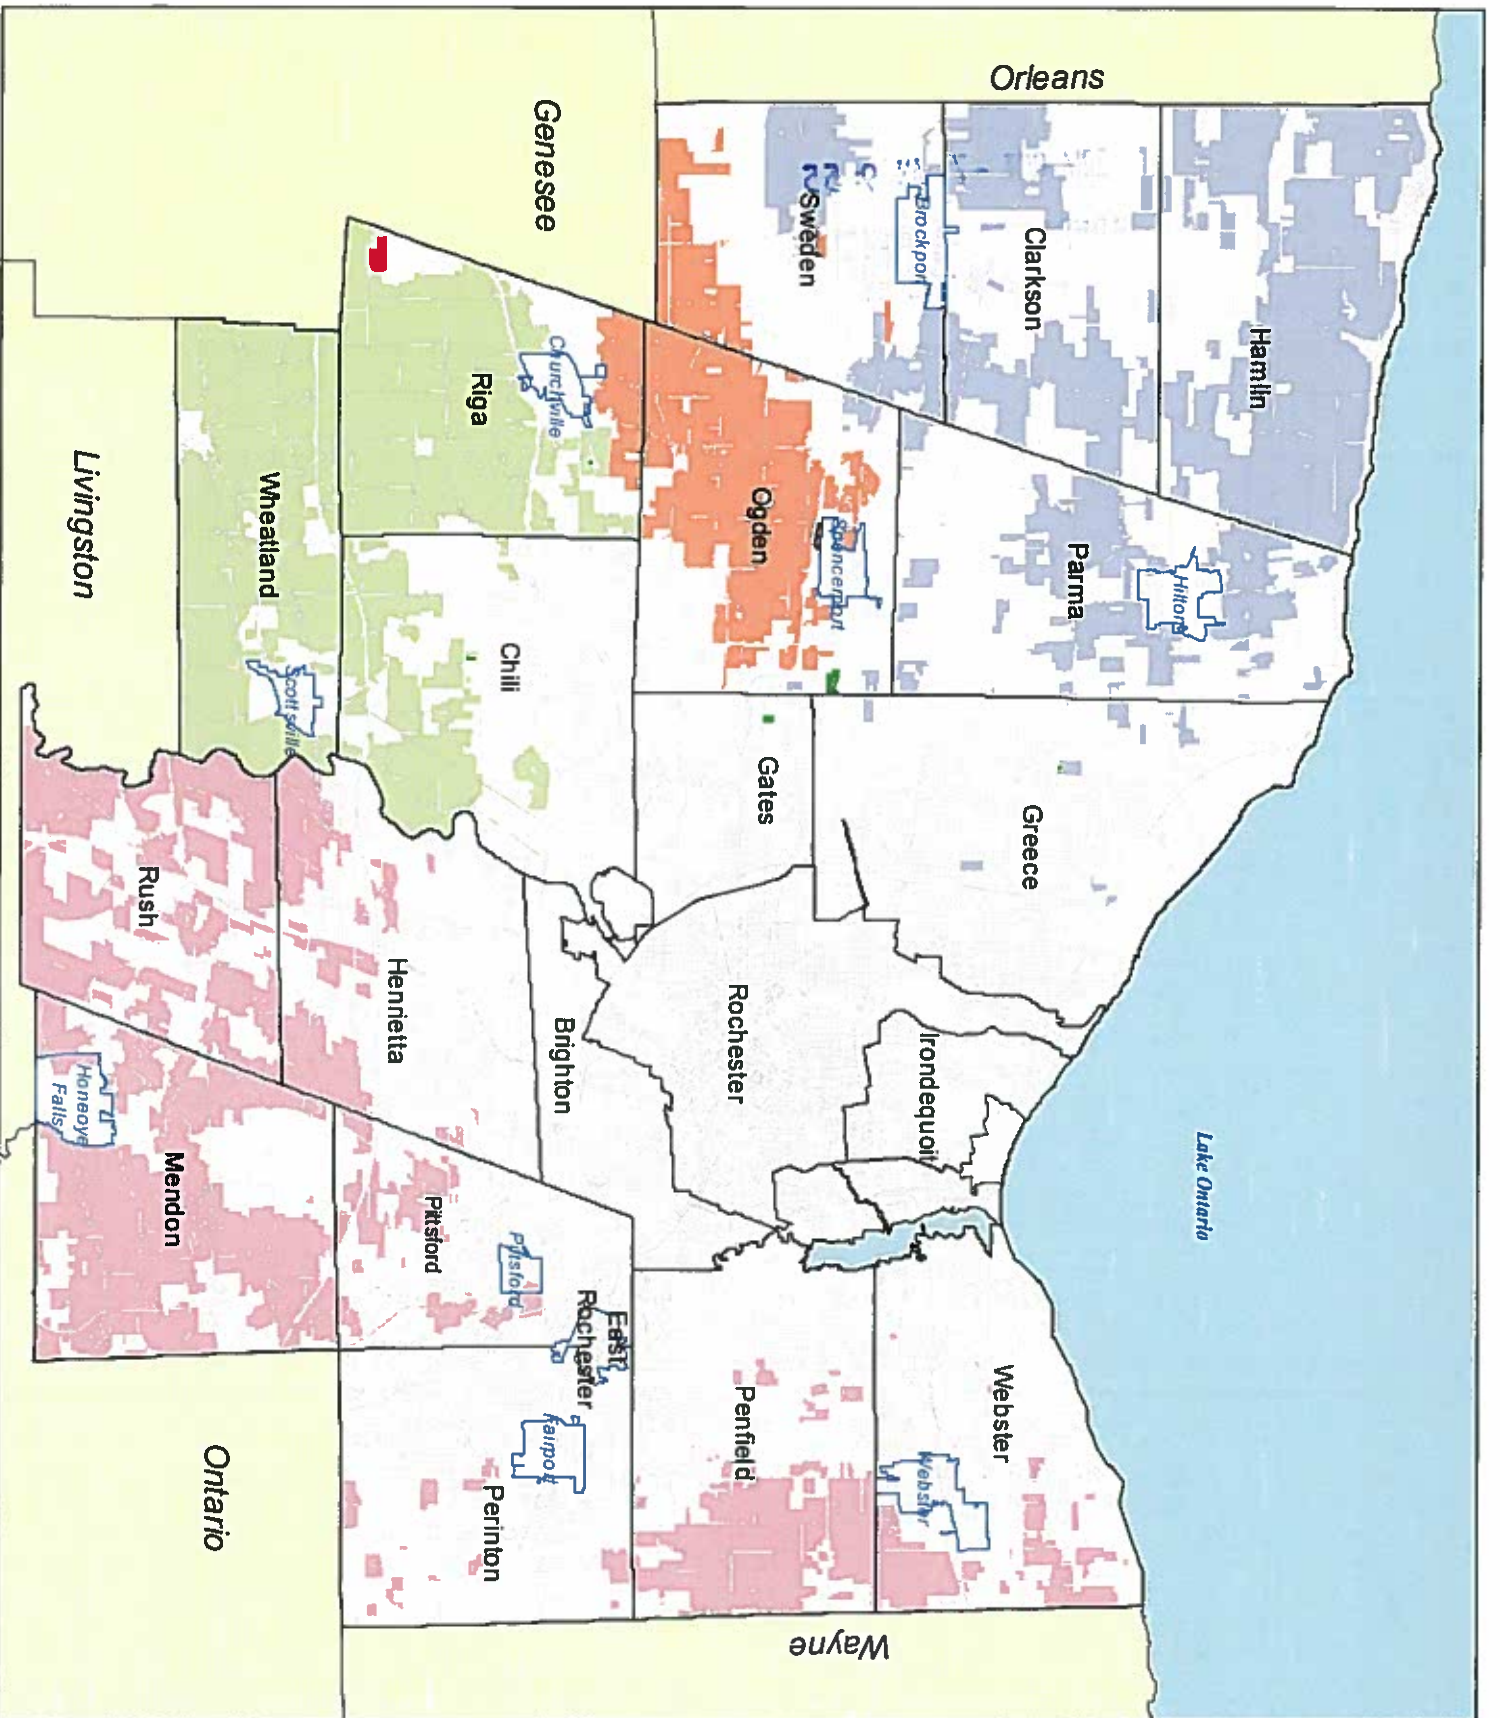 Orleans
Genesee
Hamlin
Clarkson
Sweden
Brockport
Parma
Hilton
Ogden
Spencerport
Riga
Churchville
Wheatland
Scottsville
Livingston
Chili
Gates
Greece
Rochester
Irondequoit
Lake Ontario
Brighton
Henrietta
Rush
Honeoye
Falls
Mendon
Pittsford
Pittsford
East
Rochester
Fairport
Perinton
Penfield
Webster
Webster
Ontario
Wayne